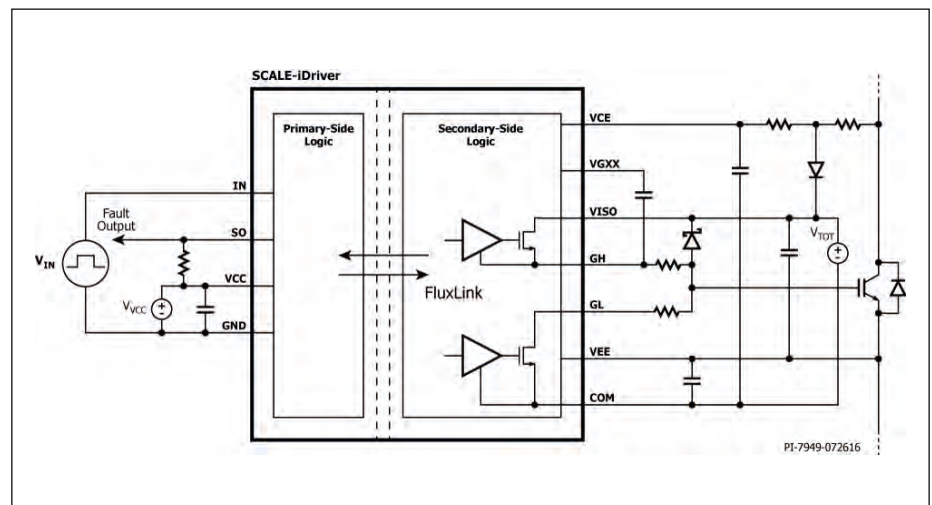 SCALE-iDriver
Primary-Side
Logic
Secondary-Side
Logic
VCE
VGXX
IN
VISO
Fault
Output
SO
VTOT
VIN
GH
FluxLink
VCC
GL
VVCC
GND
VEE
COM
PI-7949-072616